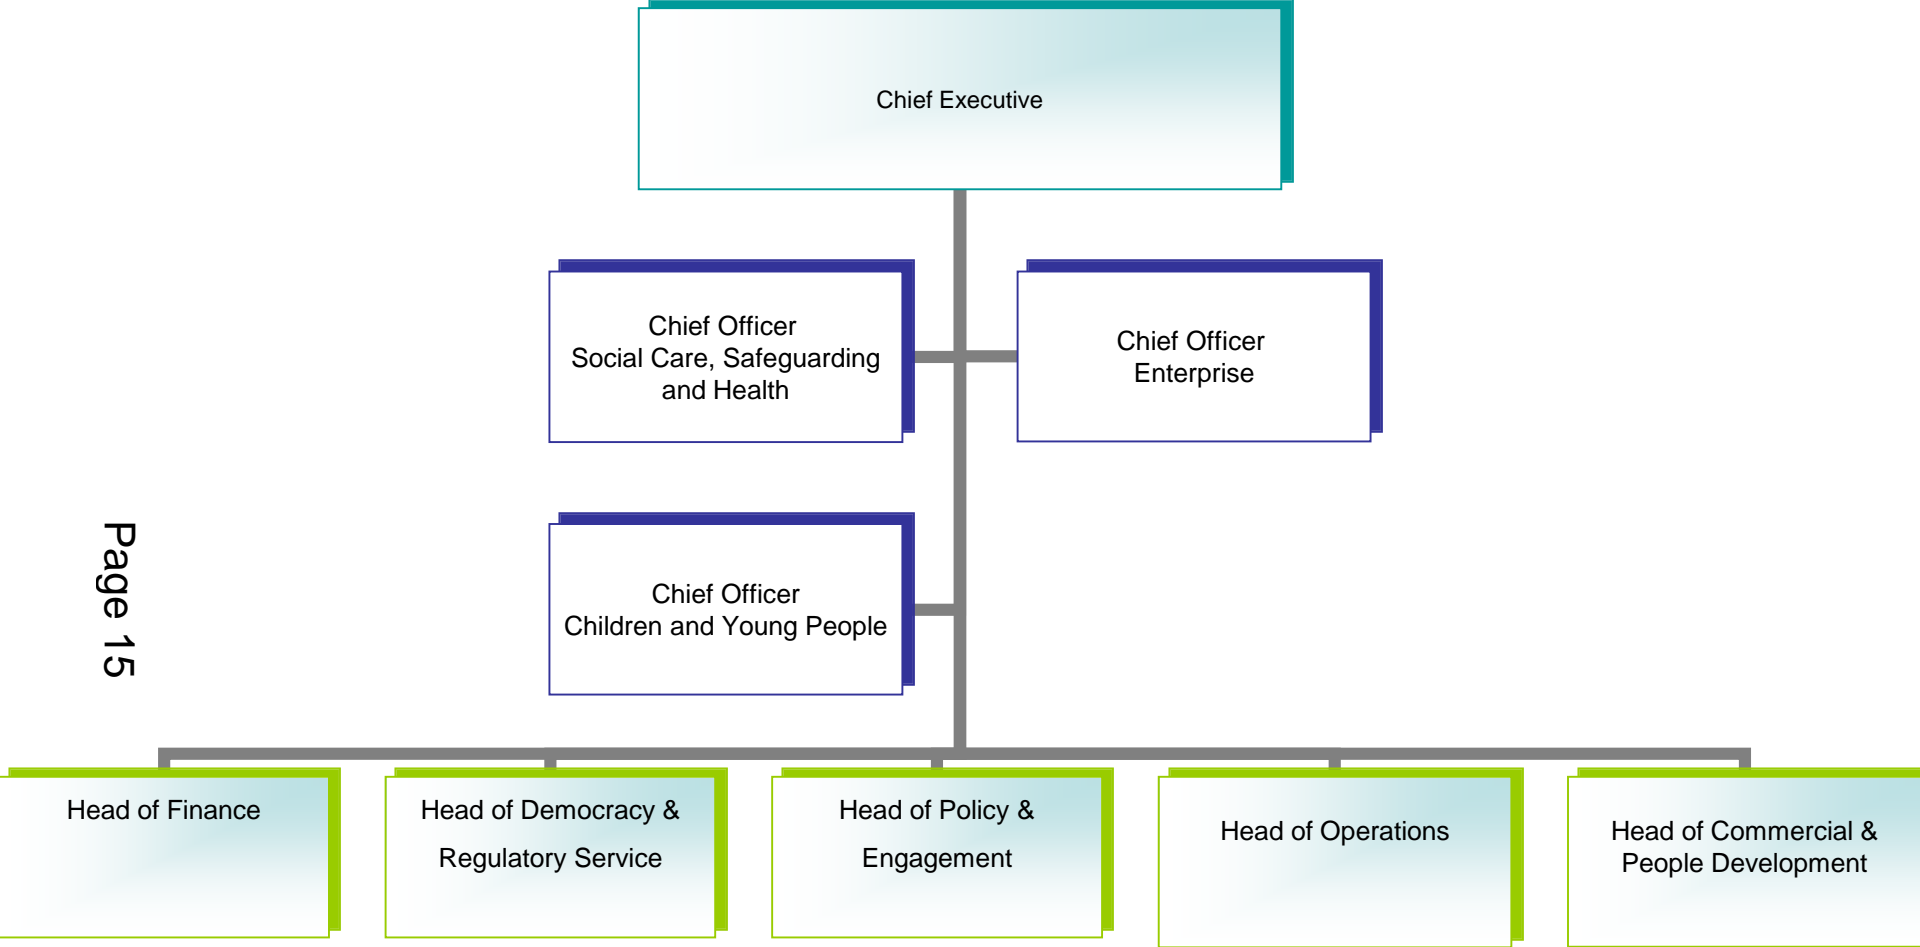 Chief Executive
Chief Officer
Social Care, Safeguarding
and Health
Chief Officer
Enterprise
Chief Officer
Children and Young People
Page 15
Head of Finance
Head of Democracy &
Regulatory Service
Head of Policy &
Engagement
Head of Operations
Head of Commercial &
People Development